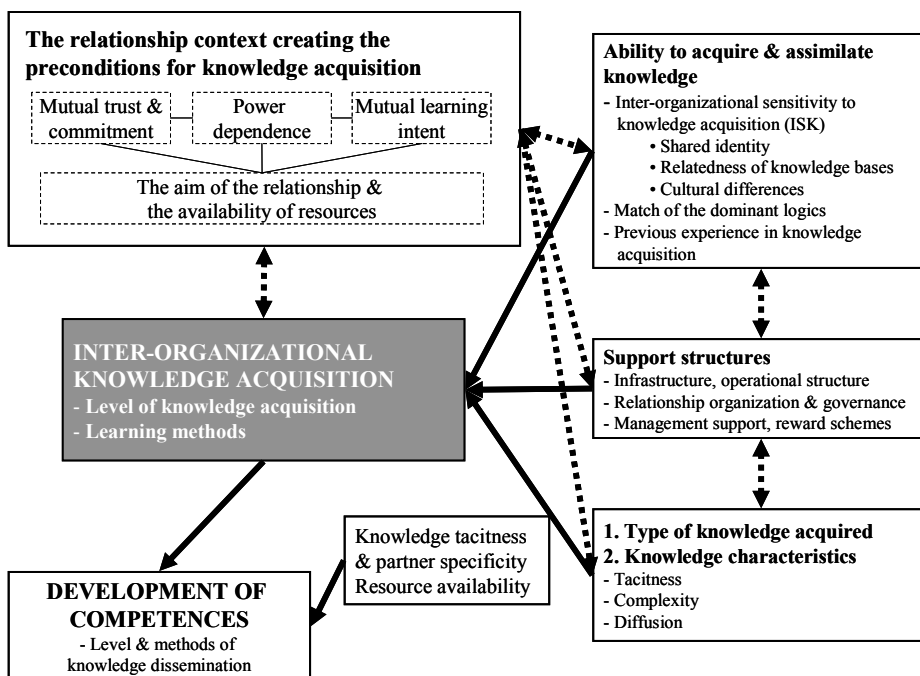 The relationship context creating the
preconditions for knowledge acquisition
Mutual trust &
commitment
Power
dependence
Mutual learning
intent
The aim of the relationship &
the availability of resources
Ability to acquire & assimilate
knowledge
- Inter-organizational sensitivity to
knowledge acquisition (ISK)
• Shared identity
• Relatedness of knowledge bases
• Cultural differences
- Match of the dominant logics
- Previous experience in knowledge
acquisition
INTER-ORGANIZATIONAL
KNOWLEDGE ACQUISITION
- Level of knowledge acquisition
- Learning methods
Support structures
- Infrastructure, operational structure
- Relationship organization & governance
- Management support, reward schemes
Knowledge tacitness
& partner specificity
Resource availability
1. Type of knowledge acquired
2. Knowledge characteristics
- Tacitness
- Complexity
- Diffusion
DEVELOPMENT OF
COMPETENCES
- Level & methods of
knowledge dissemination